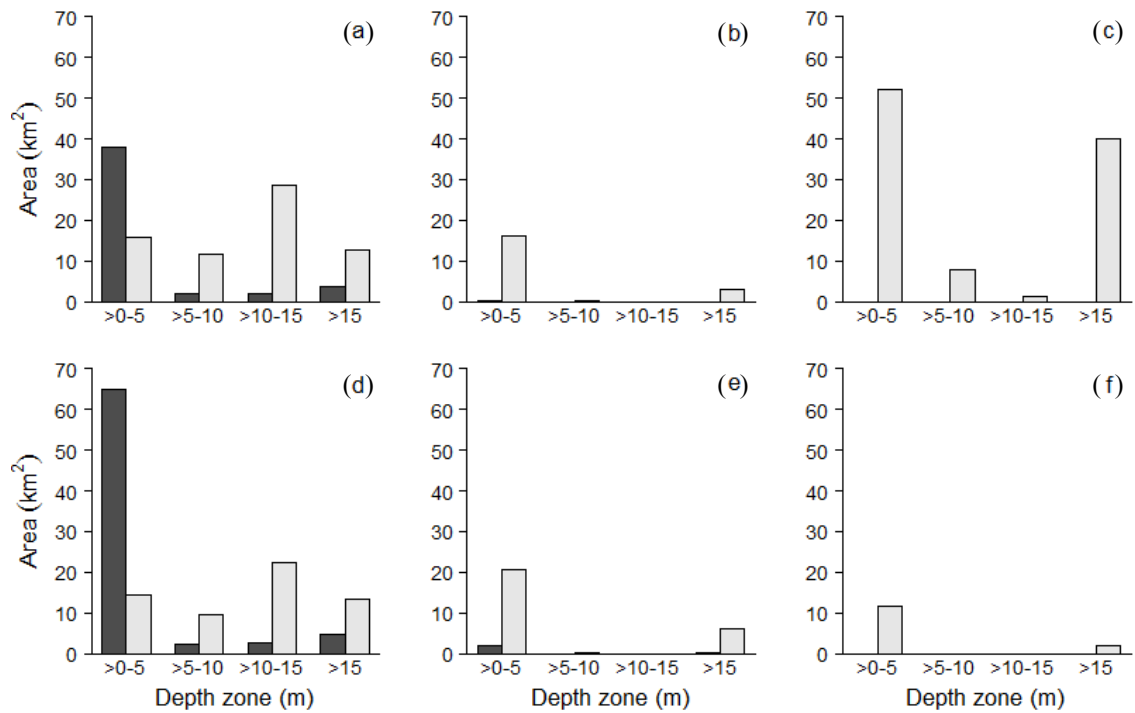 70 (a) 70 (b) 70 (c)
60 60 60
50 50 50
Area (km²) 40 40 40
30 30 30
20 20 20
10 10 10
0 0 0
>0-5 >5-10 >10-15 >15 >0-5 >5-10 >10-15 >15 >0-5 >5-10 >10-15 >15
70 (d) 70 (e) 70 (f)
60 60 60
50 50 50
Area (km²) 40 40 40
30 30 30
20 20 20
10 10 10
0 0 0
>0-5 >5-10 >10-15 >15 >0-5 >5-10 >10-15 >15 >0-5 >5-10 >10-15 >15
Depth zone (m) Depth zone (m) Depth zone (m)